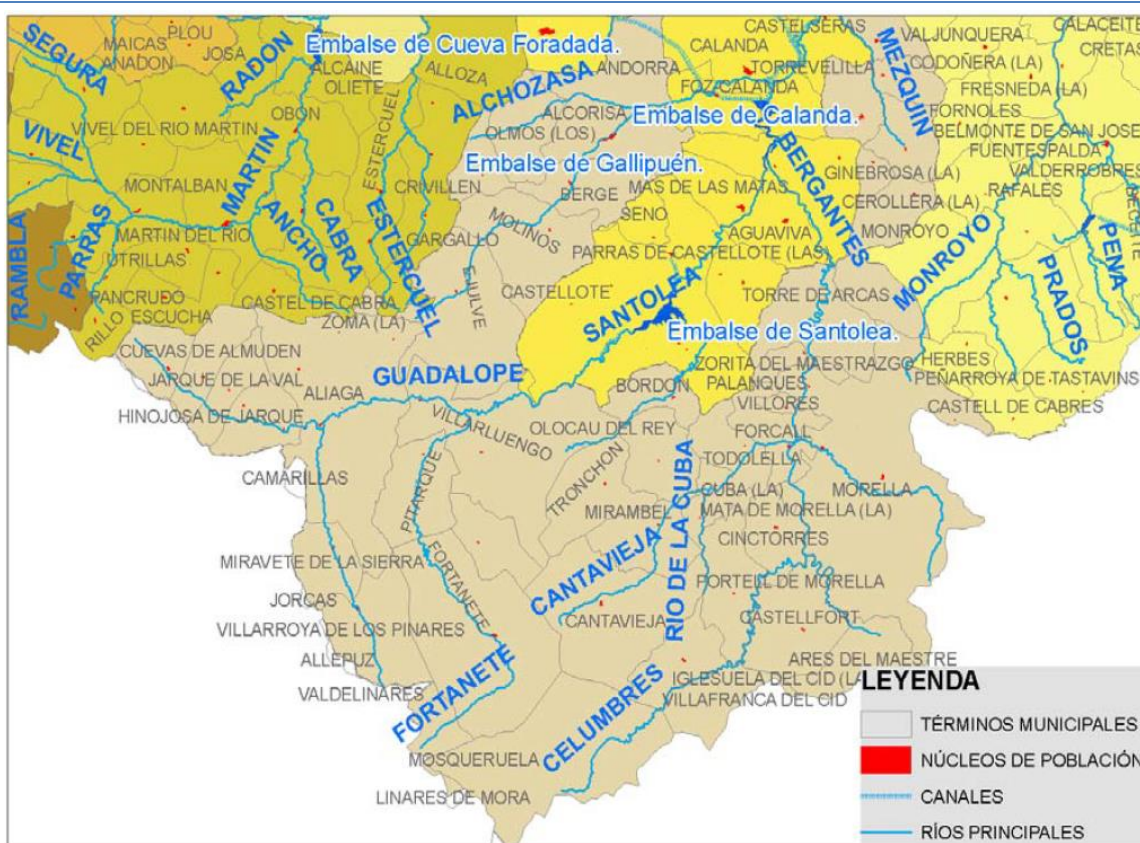 PLOU
CASTELSERAS
CALACEITE
SEGURA
MAICAS
JOSA
Embalse de Cueva Foradada.
CALANDA
MEZQUIN
VALJUNQUERA
CRETAS
ANADON
RADON
ALCAINE
ALLOZA
ANDORRA
TORREVELILLA
CODOÑERA (LA)
OLIETE
ALCHOZASA
FOZ-CALANDA
FRESNEDA (LA)
OBON
ALCORISA
Embalse de Calanda.
FORNOLES
VIVEL
VIVEL DEL RIO MARTIN
ESTERCUEL
OLMOS (LOS)
BELMONTE DE SAN JOSE
MARTIN
Embalse de Gallipuén.
BERGANTES
FUENTESPALDA
MONTALBAN
CRIVILLEN
BERGE
MAS DE LAS MATAS
GINEBROSA (LA)
VALDERROBRES
RAFALES
RAMBLA
PARRAS
ANCHO
CABRA
ESTERCUEL
SENO
CEROLLERA (LA)
MARTIN DEL RIO
GARGALLO
MOLINOS
AGUAVIVA
MONROYO
MONROYO
PENA
UTRILLAS
PARRAS DE CASTELLOTE (LAS)
PRADOS
PANCRUDO
CASTEL DE CABRA
EJULVE
CASTELLOTE
SANTOLEA
TORRE DE ARCAS
ESCUCHA
ZOMA (LA)
RILLO
Embalse de Santolea.
CUEVAS DE ALMUDEN
ZORITA DEL MAESTRAZGO
HERBES
JARQUE DE LA VAL
GUADALOPE
BORDON
PALANQUES
PEÑARROYA DE TASTAVINS
ALIAGA
VILLORES
HINOJOSA DE JARQUE
VILLARLUENGO
OLOCAU DEL REY
CASTELL DE CABRES
FORCALL
TODOLELLA
CAMARILLAS
PITARQUE
TRONCHON
RIO DE LA CUBA
CUBA (LA)
MORELLA
MIRAMBEL
MATA DE MORELLA (LA)
CINCTORRES
MIRAVETE DE LA SIERRA
FORTANETE
CANTAVIEJA
PORTELL DE MORELLA
JORCAS
CANTAVIEJA
CASTELLFORT
VILLARROYA DE LOS PINARES
ALLEPUZ
ARES DEL MAESTRE
VALDELINARES
FORTANETE
CELUMBRES
IGLESUELA DEL CID (LA
VILLAFRANCA DEL CID
MOSQUERUELA
LINARES DE MORA
LEYENDA
TÉRMINOS MUNICIPALES
NÚCLEOS DE POBLACIÓN
CANALES
RÍOS PRINCIPALES